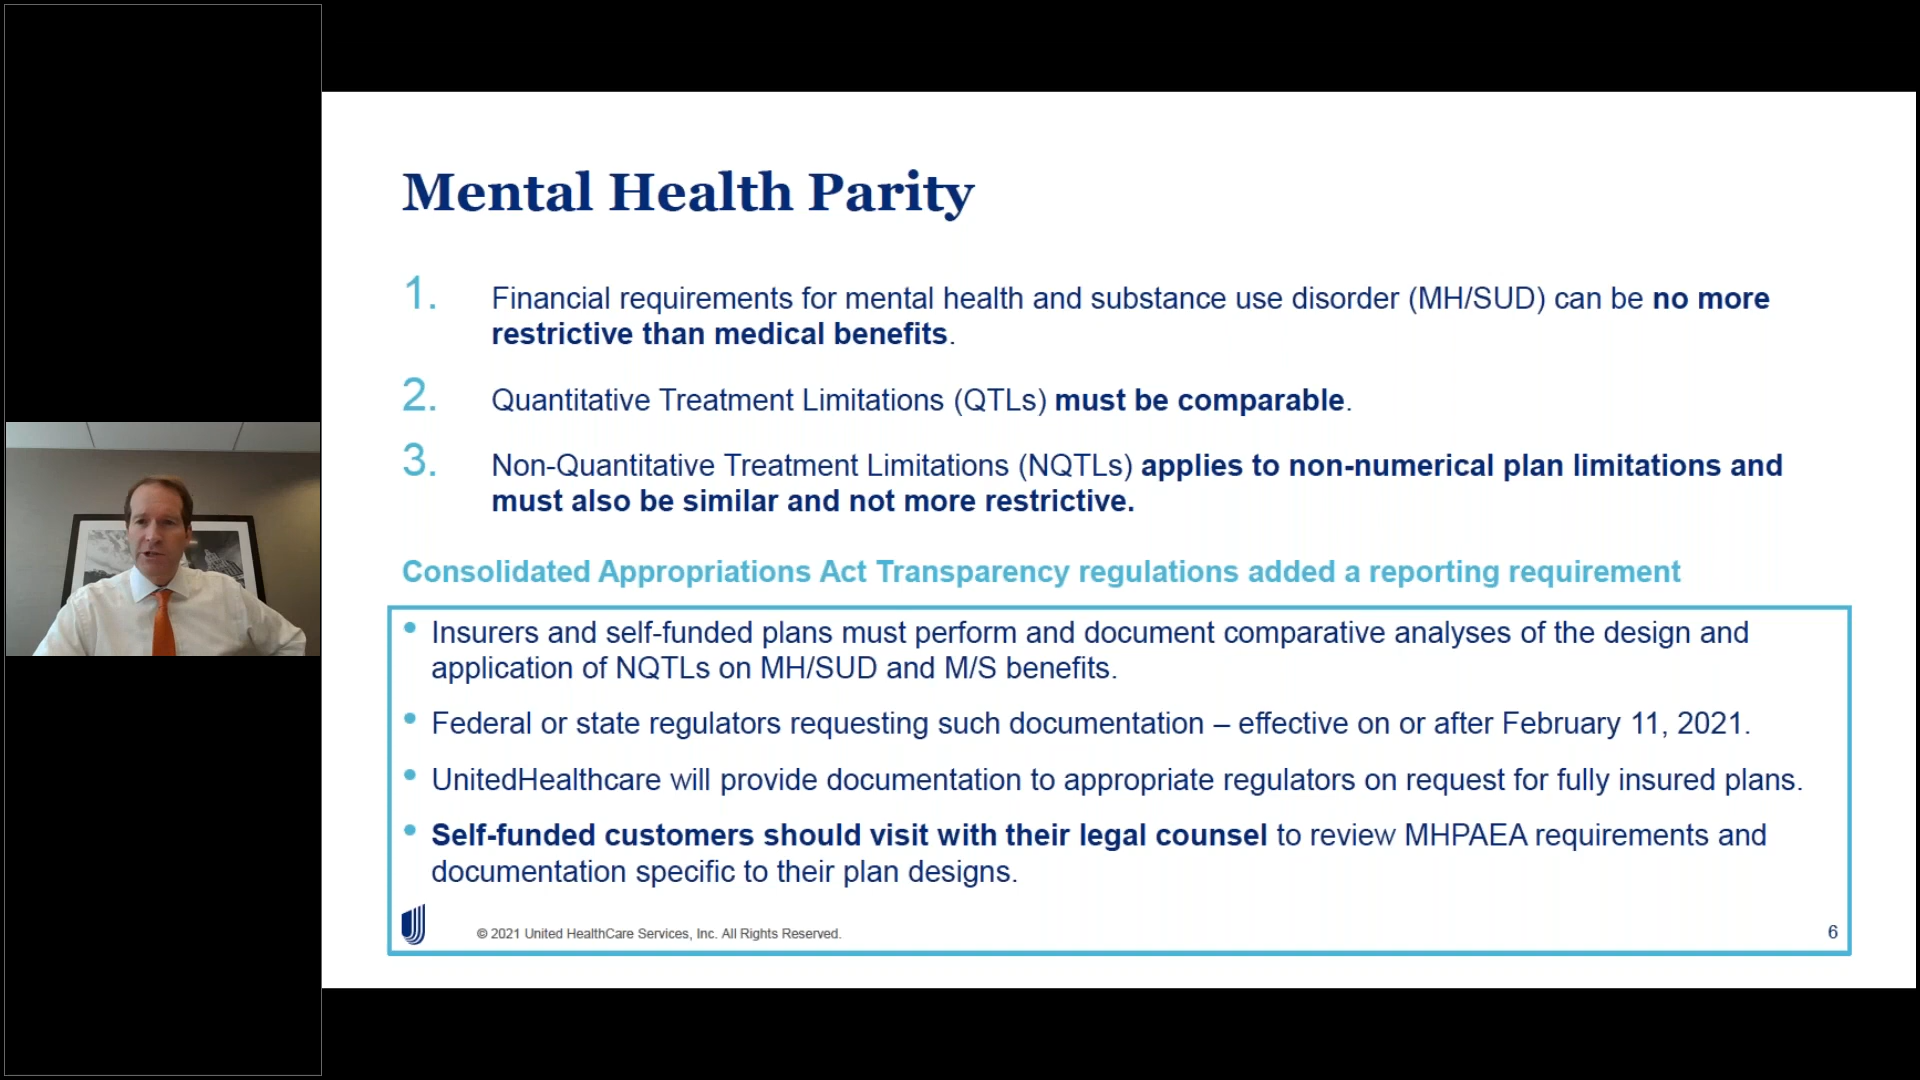 Mental Health Parity
1. Financial requirements for mental health and substance use disorder (MH/SUD) can be no more
restrictive than medical benefits.
2. Quantitative Treatment Limitations (QTLs) must be comparable.
3. Non-Quantitative Treatment Limitations (NQTLs) applies to non-numerical plan limitations and
must also be similar and not more restrictive.
Consolidated Appropriations Act Transparency regulations added a reporting requirement
• Insurers and self-funded plans must perform and document comparative analyses of the design and
application of NQTLs on MH/SUD and M/S benefits.
• Federal or state regulators requesting such documentation – effective on or after February 11, 2021.
• UnitedHealthcare will provide documentation to appropriate regulators on request for fully insured plans.
• Self-funded customers should visit with their legal counsel to review MHPAEA requirements and
documentation specific to their plan designs.
© 2021 United HealthCare Services, Inc. All Rights Reserved.
6